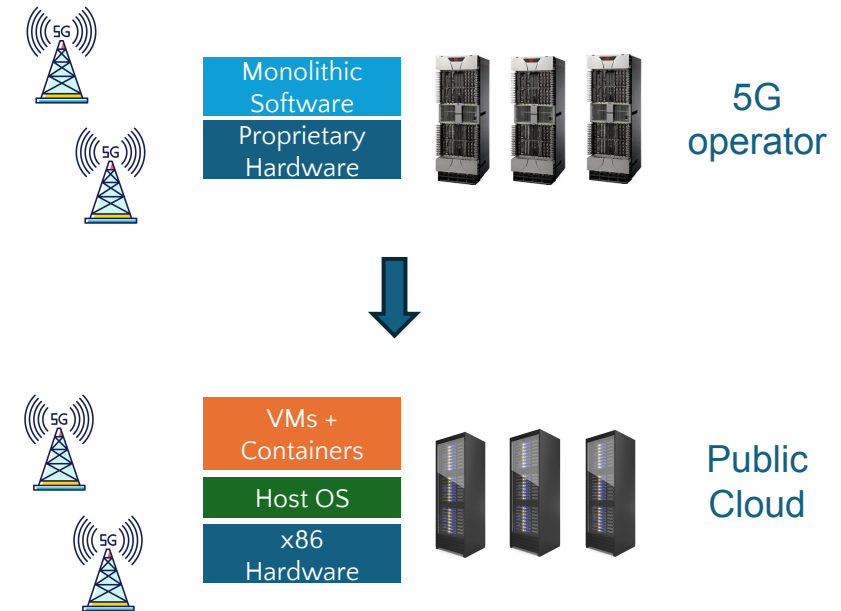 5G
5G
Monolithic
Software
Proprietary
Hardware
5G
operator
5G
5G
VMs +
Containers
Host OS
x86
Hardware
Public
Cloud